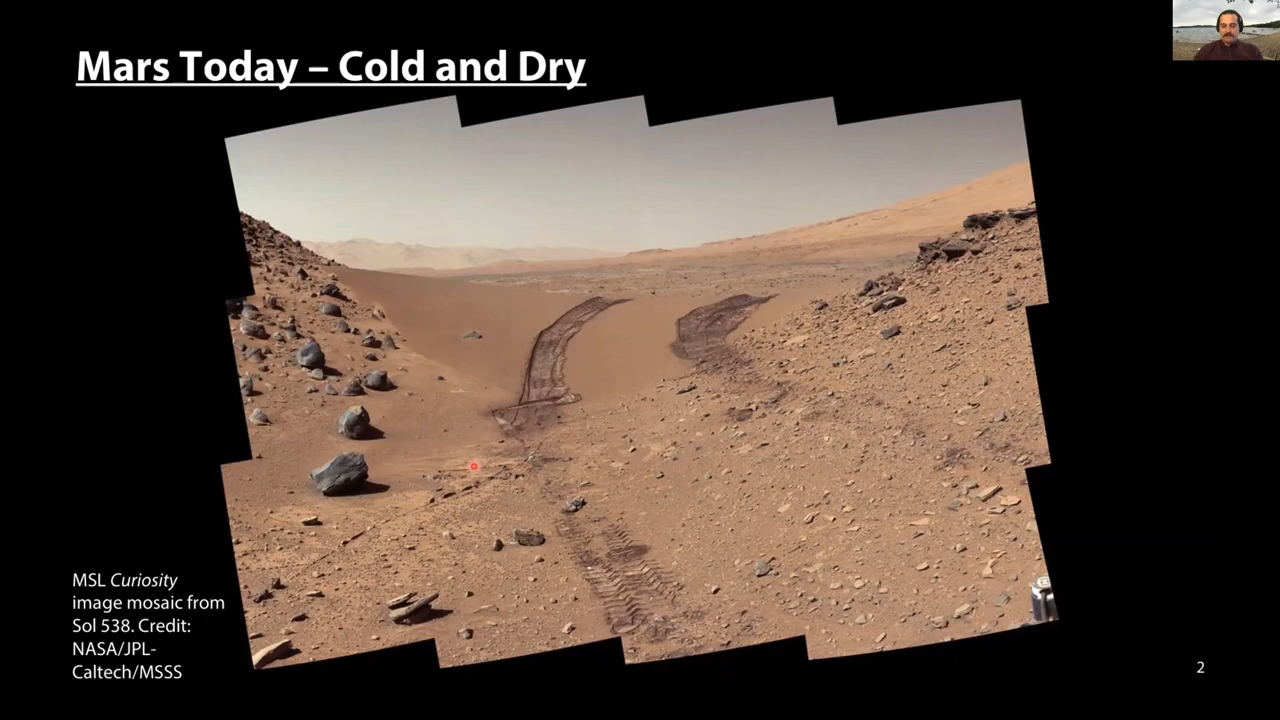 Mars Today – Cold and Dry
MSL Curiosity
image mosaic from
Sol 538. Credit:
NASA/JPL-
Caltech/MSSS
2